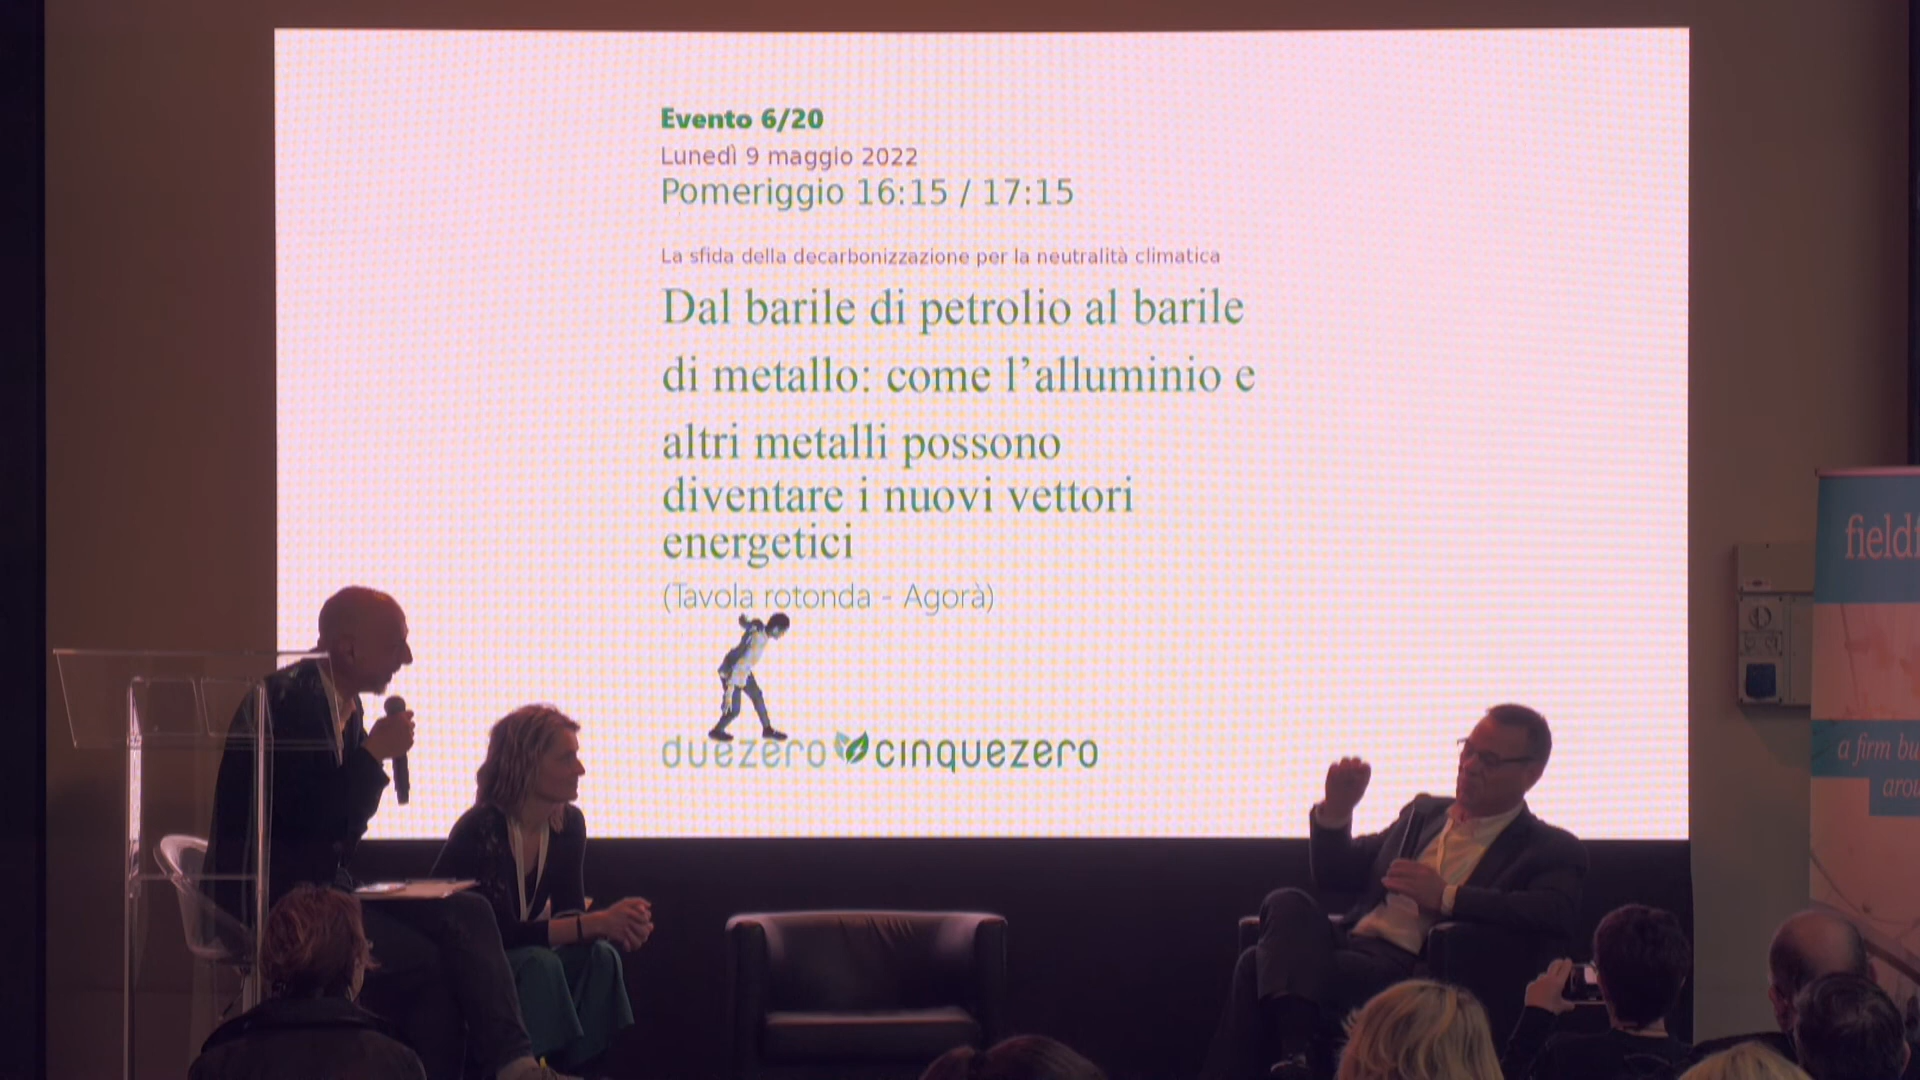 Evento 6/20
Lunedì 9 maggio 2022
Pomeriggio 16:15 / 17:15
La sfida della decarbonizzazione per la neutralità climatica
Dal barile di petrolio al barile
di metallo: come l’alluminio e
altri metalli possono
diventare i nuovi vettori
energetici
(Tavola rotonda - Agorà)
duezero cinquezero
a firm